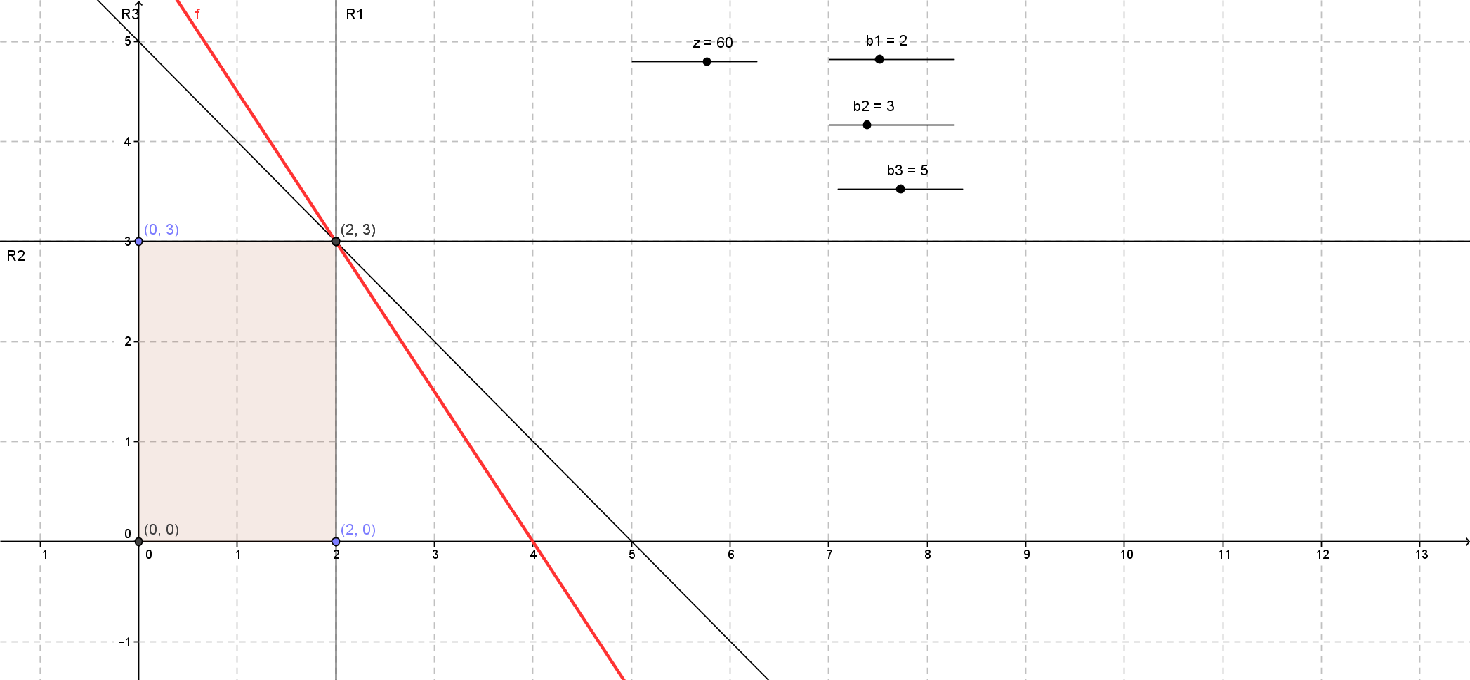 R3
f
R1
z = 60
b1 = 2
b2 = 3
b3 = 5
5
4
(0, 3)
(2, 3)
3
R2
2
1
0
(0, 0)
(2, 0)
1 0 1 2 3 4 5 6 7 8 9 10 11 12 13
-1